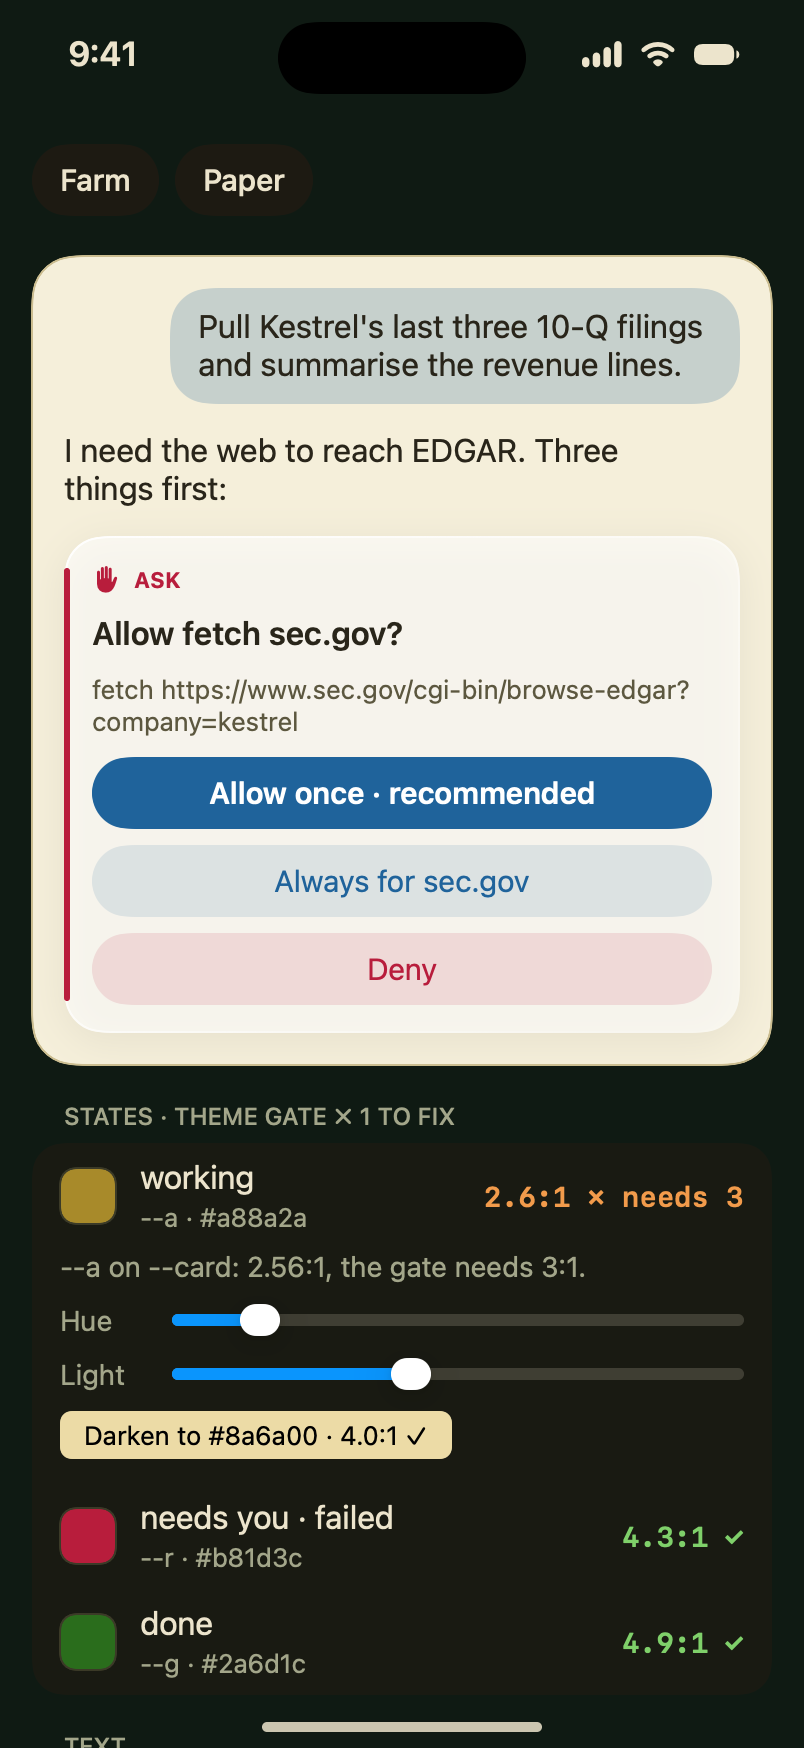 9:41
Farm
Paper
Pull Kestrel's last three 10-Q filings
and summarise the revenue lines.
I need the web to reach EDGAR. Three
things first:
ASK
Allow fetch sec.gov?
fetch https://www.sec.gov/cgi-bin/browse-edgar?
company=kestrel
Allow once · recommended
Always for sec.gov
Deny
STATES · THEME GATE ✕ 1 TO FIX
working
2.6:1 × needs 3
--a · #a88a2a
--a on --card: 2.56:1, the gate needs 3:1.
Hue
Light
Darken to #8a6a00 · 4.0:1 ✓
needs you · failed
4.3:1 ✓
--r · #b81d3c
done
4.9:1 ✓
--g · #2a6d1c
TEXT